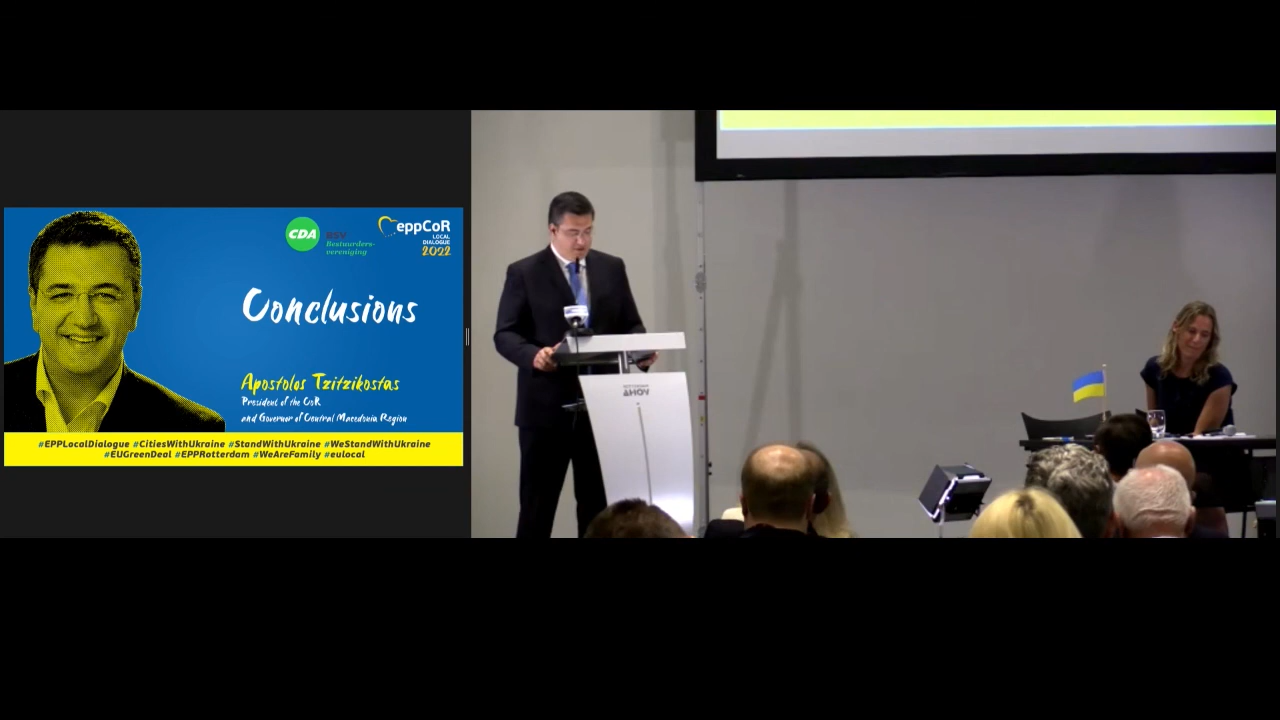 CDA
BSV
Bestuurders-
vereniging
eppCoR
LOCAL
DIALOGUE
2022
Conclusions
Apostolos Tzitzikostas
President of the CoR
and Governor of Central Macedonia Region
#EPPLocalDialogue #CitiesWithUkraine #StandWithUkraine #WeStandWithUkraine
#EUGreenDeal #EPPRotterdam #WeAreFamily #eulocal
ROTTERDAM
AHOY